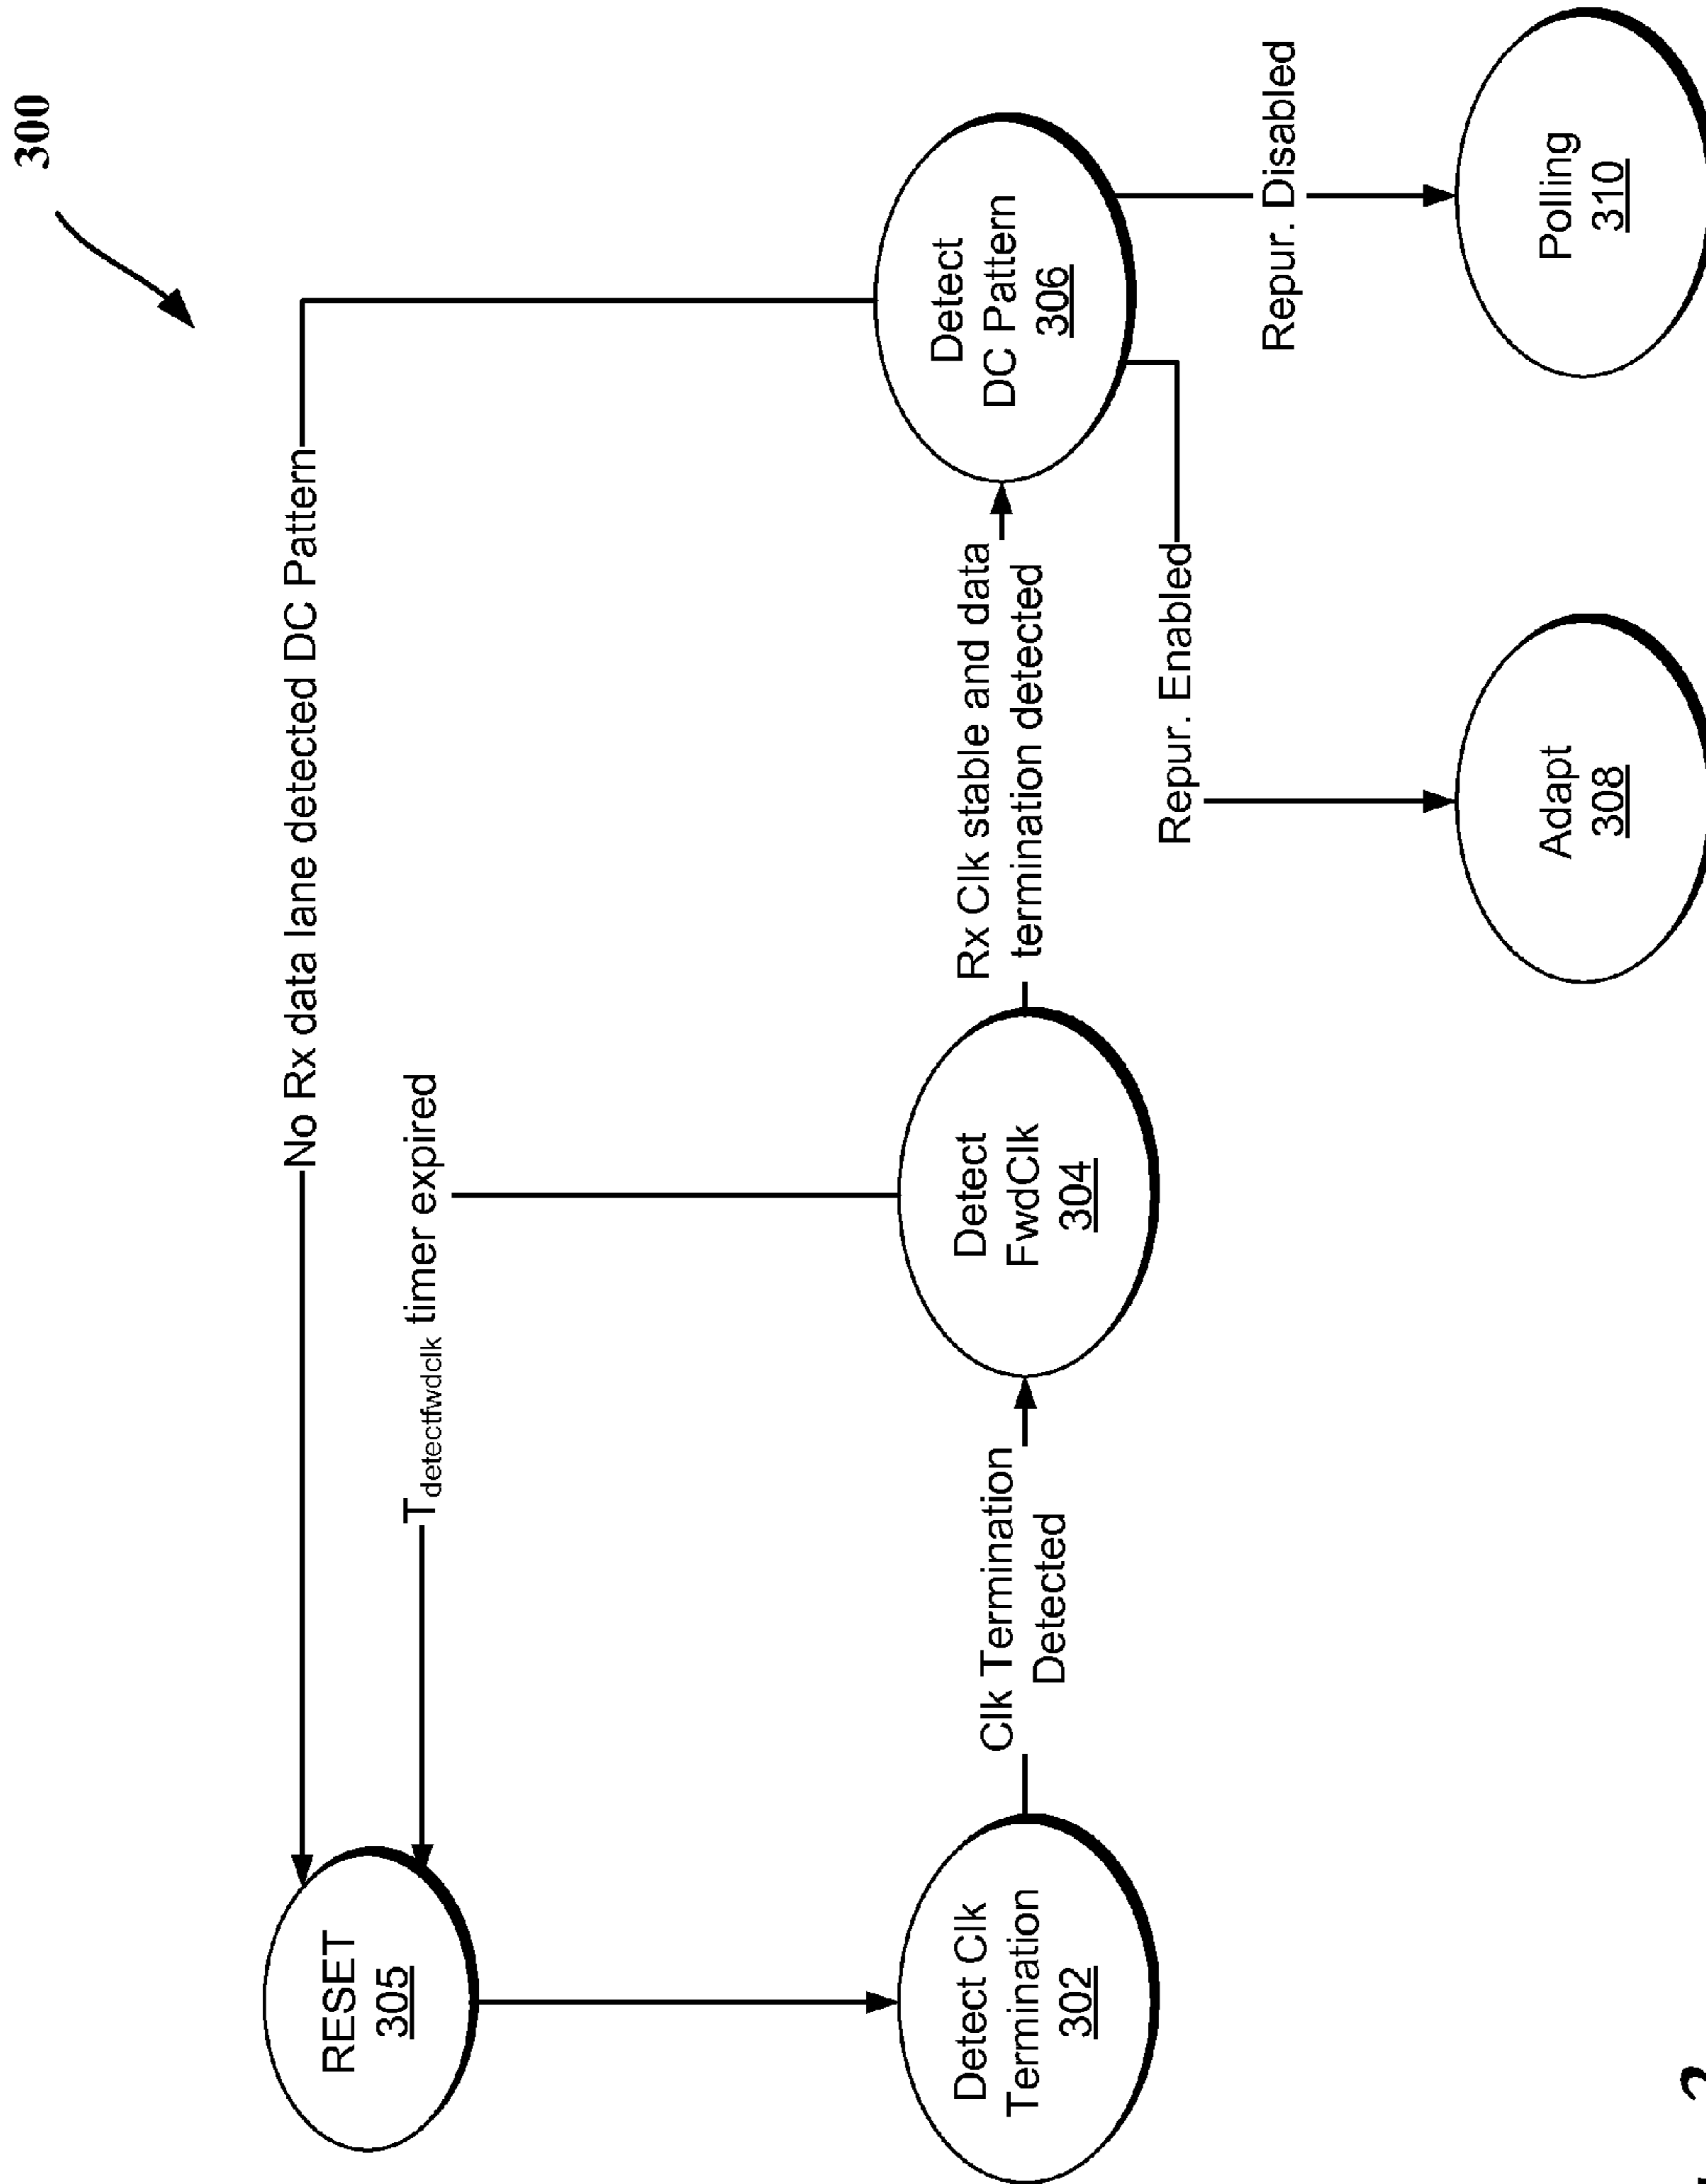 300
No Rx data lane detected DC Pattern
Tdetectfwdclk timer expired
RESET
305
Detect Clk
Termination
302
Clk Termination
Detected
Detect
FwdClk
304
Rx Clk stable and data
termination detected
Detect
DC Pattern
306
Repur. Enabled
Repur. Disabled
Adapt
308
Polling
310